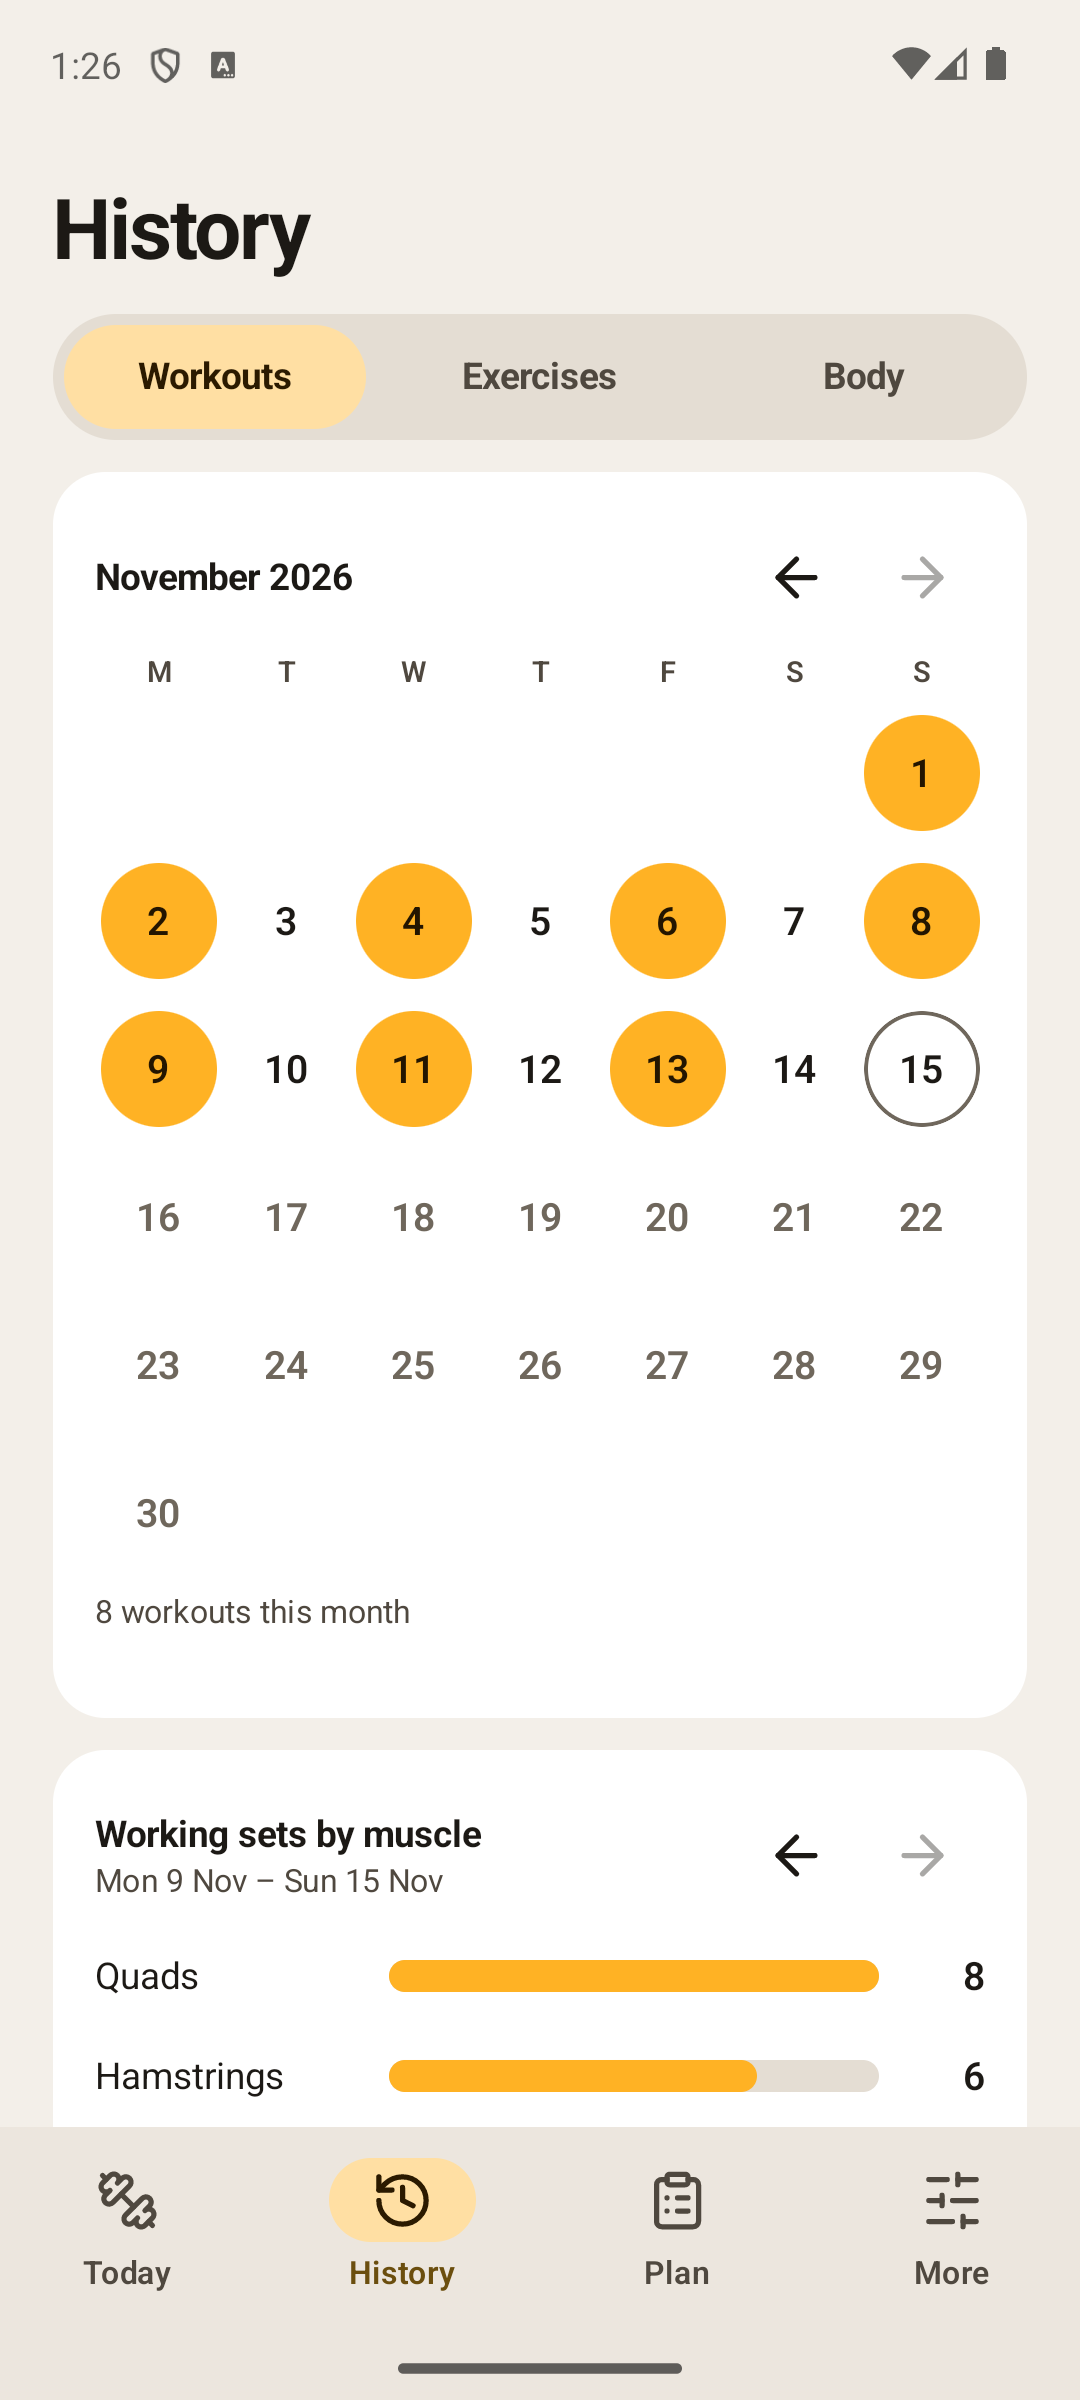 1:26
History
Workouts Exercises Body
November 2026
M T W T F S S
1
2 3 4 5 6 7 8
9 10 11 12 13 14 15
16 17 18 19 20 21 22
23 24 25 26 27 28 29
30
8 workouts this month
Working sets by muscle
Mon 9 Nov – Sun 15 Nov
Quads 8
Hamstrings 6
Today History Plan More